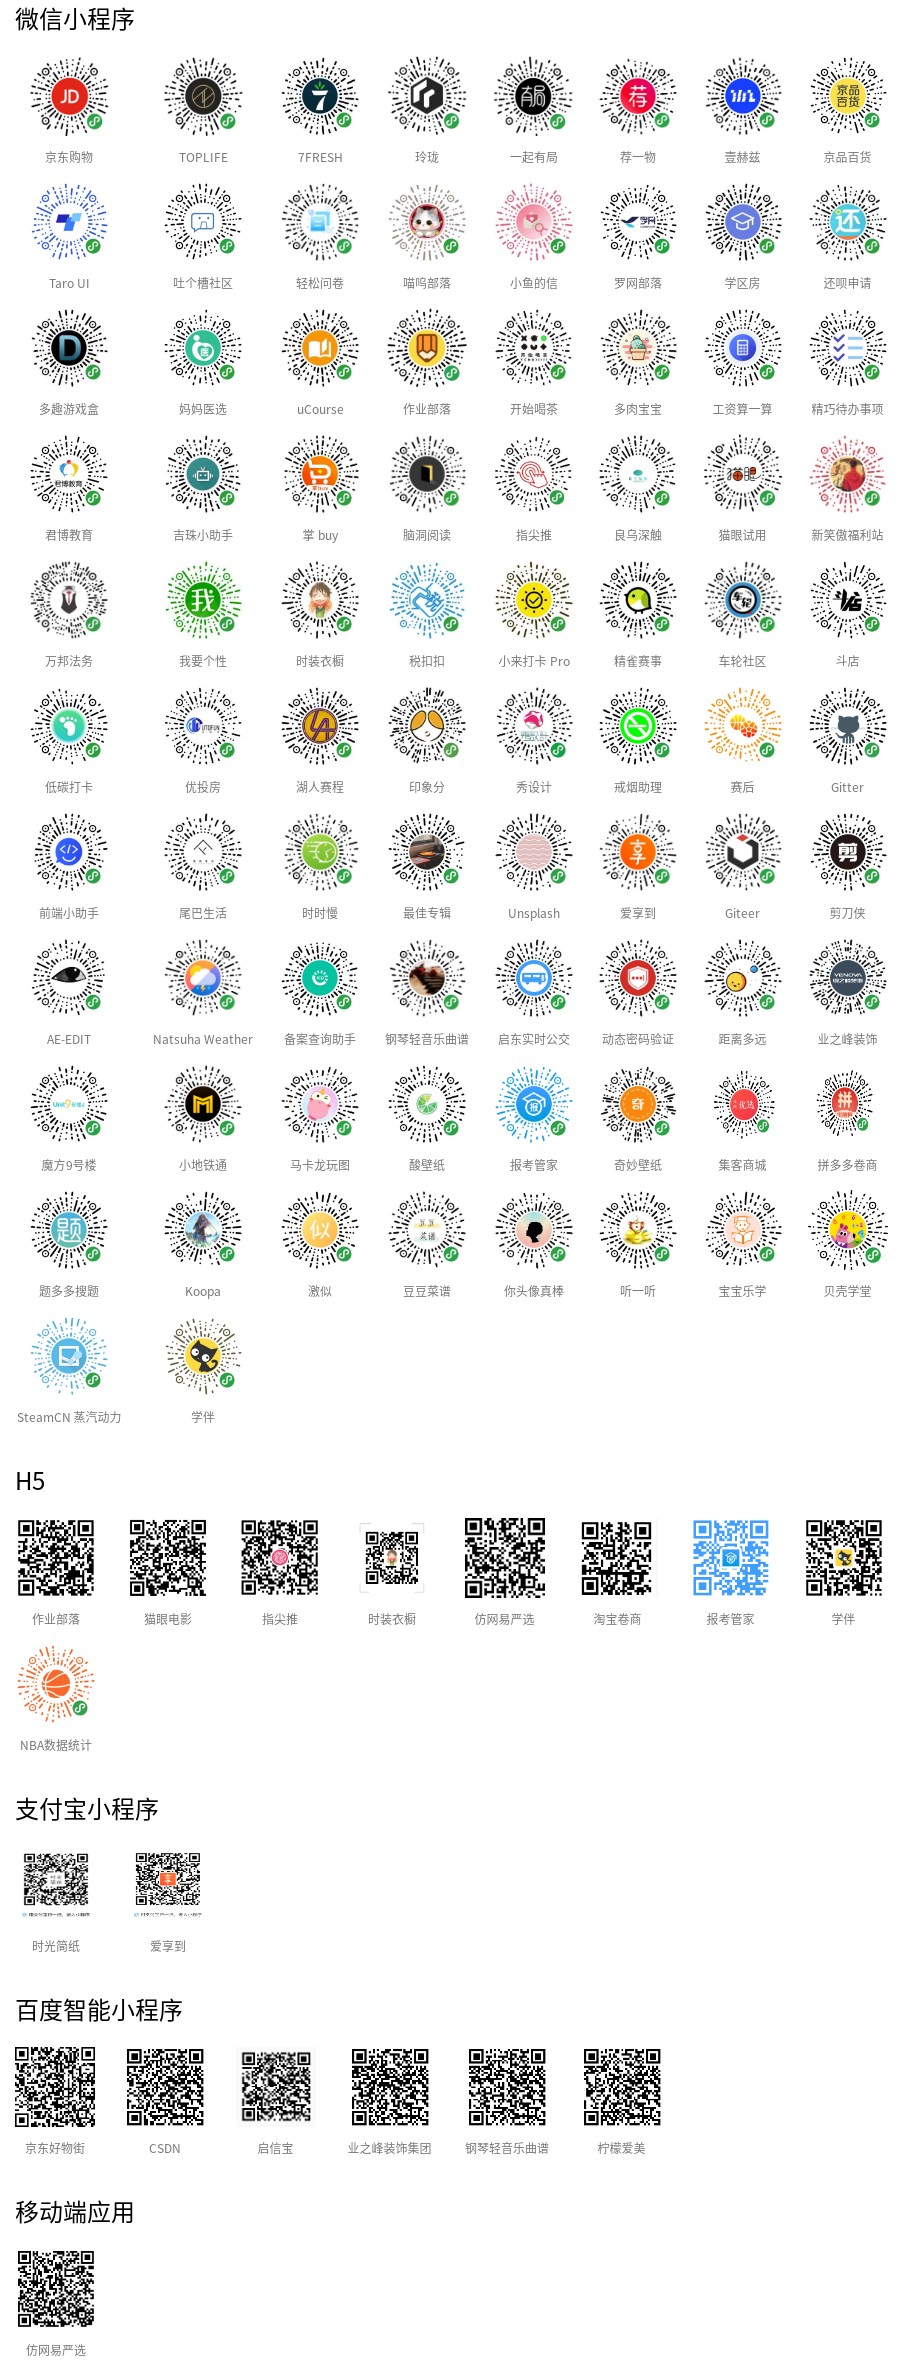 微信小程序
京东购物 TOPLIFE 7FRESH 玲珑 一起有局 荐一物 壹赫兹 京品百货
Taro UI 吐个槽社区 轻松问卷 喵呜部落 小鱼的信 罗网部落 学区房 还呗申请
多趣游戏盒 妈妈医选 uCourse 作业部落 开始喝茶 多肉宝宝 工资算一算 精巧待办事项
君博教育 吉珠小助手 掌 buy 脑洞阅读 指尖推 良鸟深触 猫眼试用 新笑傲福利站
万邦法务 我要个性 时装衣橱 税扣扣 小来打卡 Pro 精雀赛事 车轮社区 斗店
低碳打卡 优投房 湖人赛程 印象分 秀设计 戒烟助理 赛后 Gitter
前端小助手 尾巴生活 时时慢 最佳专辑 Unsplash 爱享到 Giteer 剪刀侠
AE-EDIT Natsuha Weather 备案查询助手 钢琴轻音乐曲谱 启东实时公交 动态密码验证 距离多远 业之峰装饰
魔方9号楼 小地铁通 马卡龙玩图 酸壁纸 报考管家 奇妙壁纸 集客商城 拼多多卷商
题多多搜题 Koopa 激似 豆豆菜谱 你头像真棒 听一听 宝宝乐学 贝壳学堂
SteamCN 蒸汽动力 学伴
H5
作业部落 猫眼电影 指尖推 时装衣橱 仿网易严选 淘宝卷商 报考管家 学伴
NBA数据统计
支付宝小程序
时光简纸 爱享到
百度智能小程序
京东好物街 CSDN 启信宝 业之峰装饰集团 钢琴轻音乐曲谱 柠檬爱美
移动端应用
仿网易严选